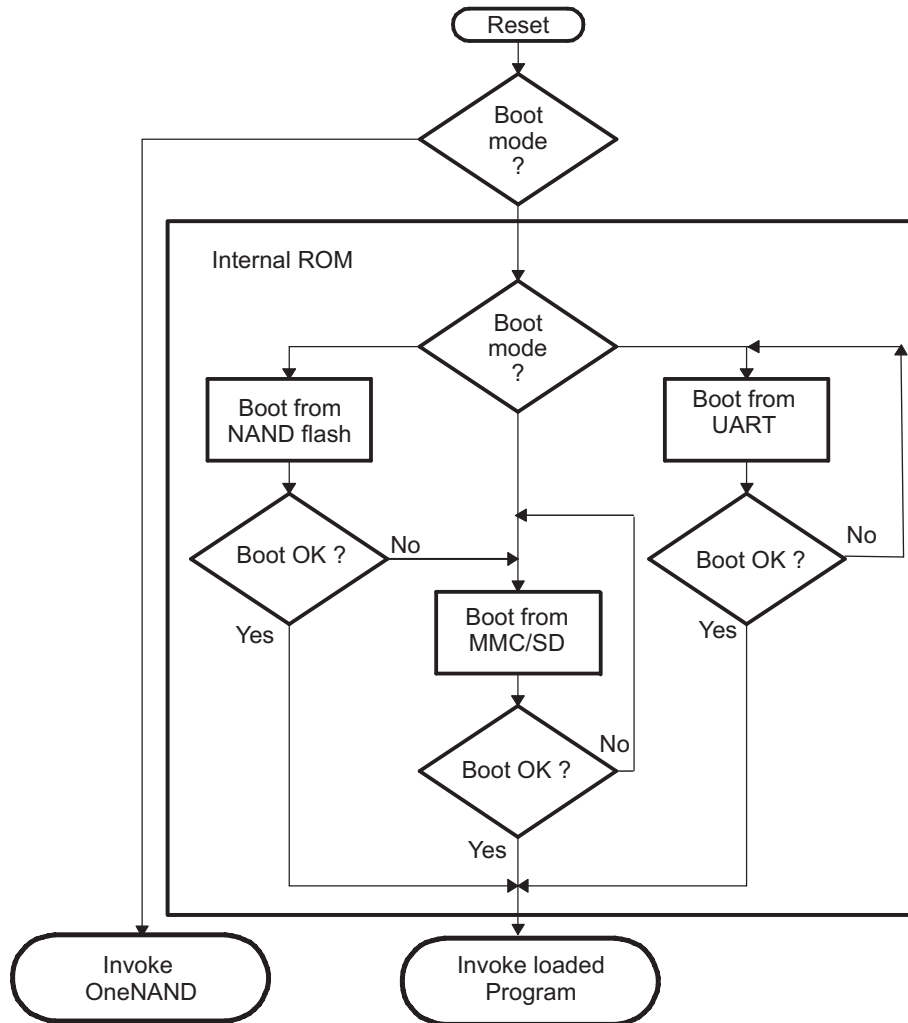 Reset
Boot
mode
?
Internal ROM
Boot
mode
?
Boot from
NAND flash
Boot from
UART
Boot OK ?
No
Yes
Boot from
MMC/SD
Boot OK ?
No
Yes
Boot OK ?
No
Yes
Invoke
OneNAND
Invoke loaded
Program